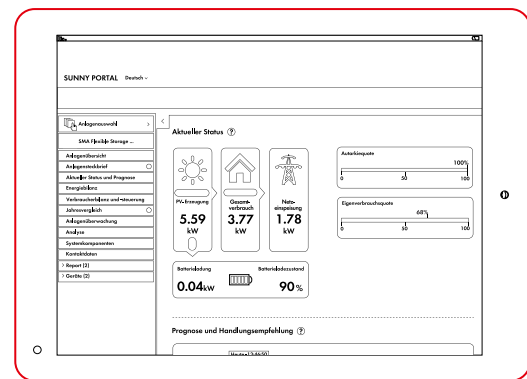 SUNNY PORTAL Deutsch
Anlagenauswahl
SMA Flexible Storage ...
Anlagenübersicht
Anlagensteckbrief
Aktueller Status und Prognose
Energiebilanz
Verbraucherbilanz und -steuerung
Jahresvergleich
Anlagenüberwachung
Analyse
Systemkomponenten
Kontaktdaten
> Report (2)
> Geräte (2)
Aktueller Status ?
PV-Erzeugung
5.59
kW
Gesamt-
verbrauch
3.77
kW
Netz-
einspeisung
1.78
kW
Batterieladung
0.04kW
Batterieladezustand
90 %
Autarkiequote
100%
0 50 100
Eigenverbrauchsquote
68%
0 50 100
Prognose und Handlungsempfehlung ?